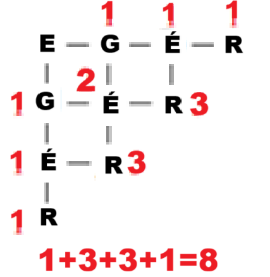 1 1 1
E G É R
2
1 G É R 3
1 É R 3
1 R
1+3+3+1=8